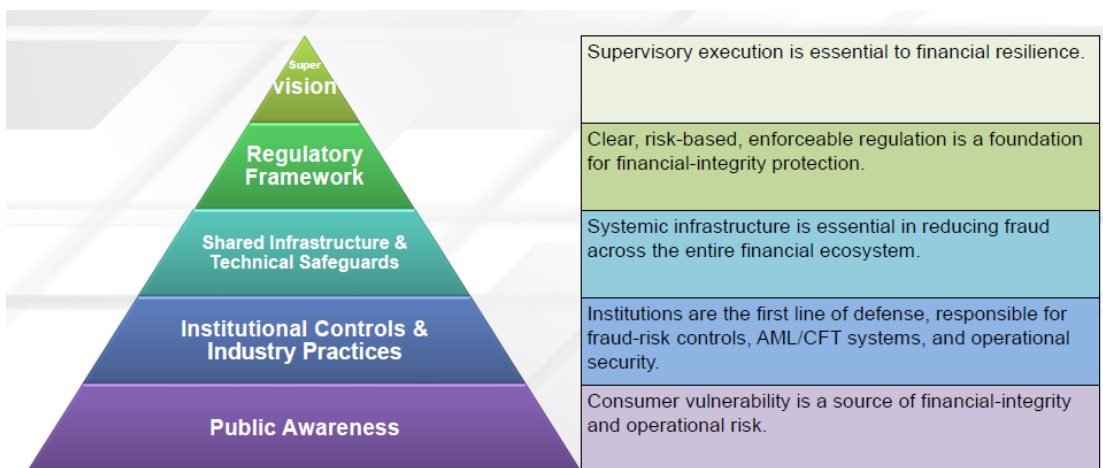 Super
vision
Supervisory execution is essential to financial resilience.
Regulatory
Framework
Clear, risk-based, enforceable regulation is a foundation
for financial-integrity protection.
Shared Infrastructure &
Technical Safeguards
Systemic infrastructure is essential in reducing fraud
across the entire financial ecosystem.
Institutional Controls &
Industry Practices
Institutions are the first line of defense, responsible for
fraud-risk controls, AML/CFT systems, and operational
security.
Public Awareness
Consumer vulnerability is a source of financial-integrity
and operational risk.